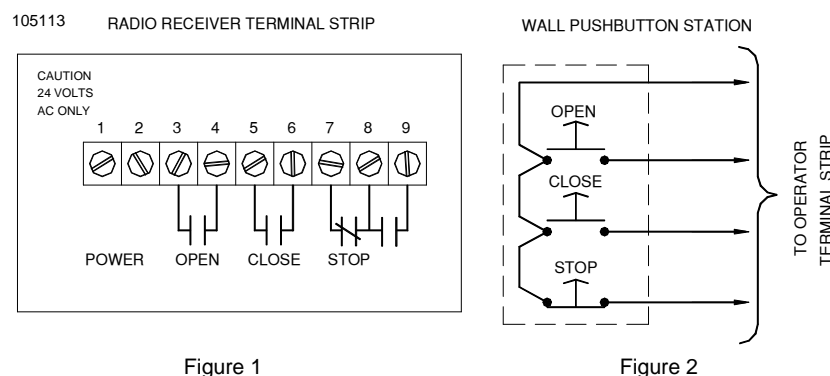 105113
RADIO RECEIVER TERMINAL STRIP
CAUTION
24 VOLTS
AC ONLY
1 2 3 4 5 6 7 8 9
POWER OPEN CLOSE STOP
Figure 1
WALL PUSHBUTTON STATION
OPEN
CLOSE
STOP
TO OPERATOR
TERMINAL STRIP
Figure 2